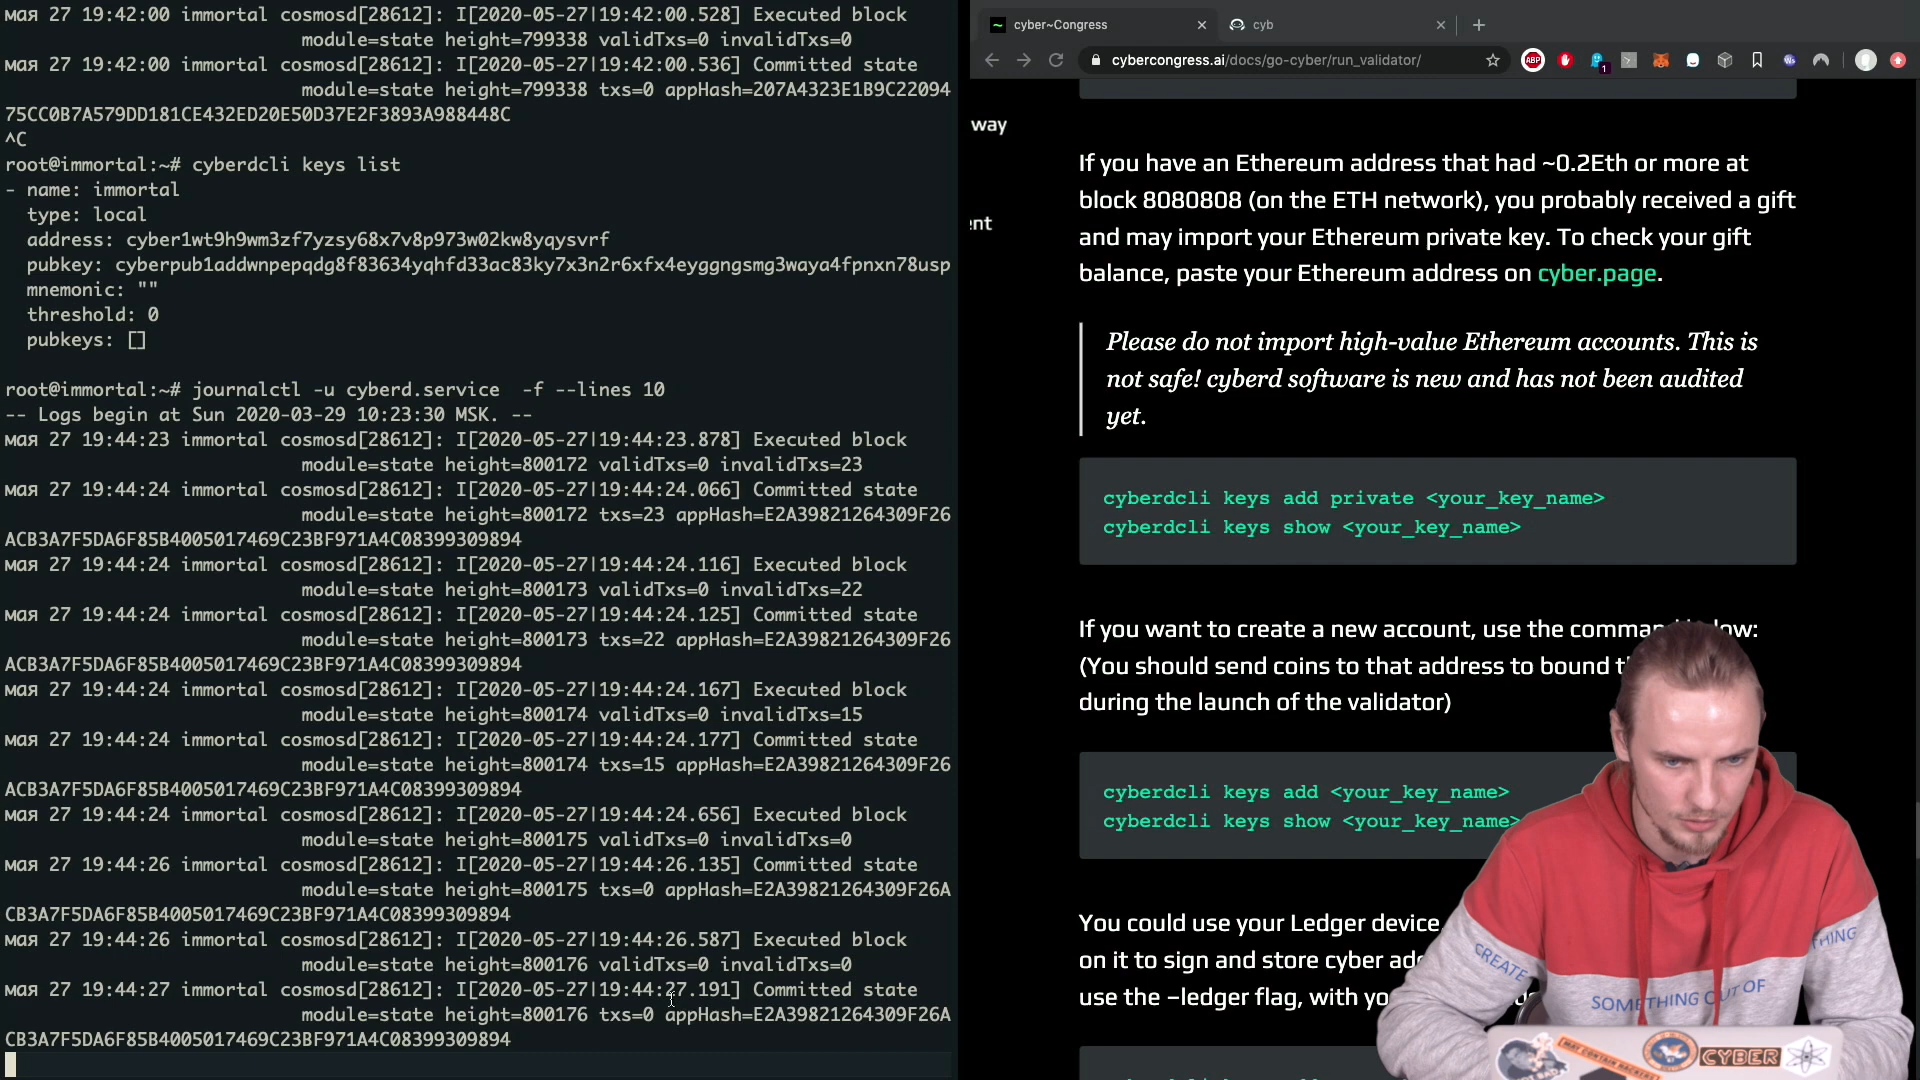 мая 27 19:42:00 immortal cosmosd[28612]: I[2020-05-27|19:42:00.528] Executed block
module=state height=799338 validTxs=0 invalidTxs=0
мая 27 19:42:00 immortal cosmosd[28612]: I[2020-05-27|19:42:00.536] Committed state
module=state height=799338 txs=0 appHash=207A4323E1B9C22094
75CC0B7A579DD181CE432ED20E50D37E2F3893A988448C
^C
root@immortal:~# cyberdcli keys list
- name: immortal
type: local
address: cyber1wt9h9wm3zf7yzsy68x7v8p973w02kw8yqysvrf
pubkey: cyberpub1addwnpepqdg8f83634yqhfd33ac83ky7x3n2r6xfx4eyggngsmg3waya4fpnxn78usp
mnemonic: ""
threshold: 0
pubkeys: []
root@immortal:~# journalctl -u cyberd.service  -f --lines 10
-- Logs begin at Sun 2020-03-29 10:23:30 MSK. --
мая 27 19:44:23 immortal cosmosd[28612]: I[2020-05-27|19:44:23.878] Executed block
module=state height=800172 validTxs=0 invalidTxs=23
мая 27 19:44:24 immortal cosmosd[28612]: I[2020-05-27|19:44:24.066] Committed state
module=state height=800172 txs=23 appHash=E2A39821264309F26
ACB3A7F5DA6F85B4005017469C23BF971A4C08399309894
мая 27 19:44:24 immortal cosmosd[28612]: I[2020-05-27|19:44:24.116] Executed block
module=state height=800173 validTxs=0 invalidTxs=22
мая 27 19:44:24 immortal cosmosd[28612]: I[2020-05-27|19:44:24.125] Committed state
module=state height=800173 txs=22 appHash=E2A39821264309F26
ACB3A7F5DA6F85B4005017469C23BF971A4C08399309894
мая 27 19:44:24 immortal cosmosd[28612]: I[2020-05-27|19:44:24.167] Executed block
module=state height=800174 validTxs=0 invalidTxs=15
мая 27 19:44:24 immortal cosmosd[28612]: I[2020-05-27|19:44:24.177] Committed state
module=state height=800174 txs=15 appHash=E2A39821264309F26
ACB3A7F5DA6F85B4005017469C23BF971A4C08399309894
мая 27 19:44:24 immortal cosmosd[28612]: I[2020-05-27|19:44:24.656] Executed block
module=state height=800175 validTxs=0 invalidTxs=0
мая 27 19:44:26 immortal cosmosd[28612]: I[2020-05-27|19:44:26.135] Committed state
module=state height=800175 txs=0 appHash=E2A39821264309F26A
CB3A7F5DA6F85B4005017469C23BF971A4C08399309894
мая 27 19:44:26 immortal cosmosd[28612]: I[2020-05-27|19:44:26.587] Executed block
module=state height=800176 validTxs=0 invalidTxs=0
мая 27 19:44:27 immortal cosmosd[28612]: I[2020-05-27|19:44:27.191] Committed state
module=state height=800176 txs=0 appHash=E2A39821264309F26A
CB3A7F5DA6F85B4005017469C23BF971A4C08399309894
cyber~Congress
cyb
cybercongress.ai/docs/go-cyber/run_validator/
ABP
1
way
If you have an Ethereum address that had ~0.2Eth or more at
block 8080808 (on the ETH network), you probably received a gift
and may import your Ethereum private key. To check your gift
balance, paste your Ethereum address on cyber.page.
Please do not import high-value Ethereum accounts. This is
not safe! cyberd software is new and has not been audited
yet.
cyberdcli keys add private <your_key_name>
cyberdcli keys show <your_key_name>
If you want to create a new account, use the command
(You should send coins to that address to bound
during the launch of the validator)
cyberdcli keys add <your_key_name>
cyberdcli keys show <your_key_name>
You could use your Ledger device,
on it to sign and store cyber
use the –ledger flag, with
CREATE
SOMETHING OUT OF
THING
MAY CONTAIN HACKERS
CYBER